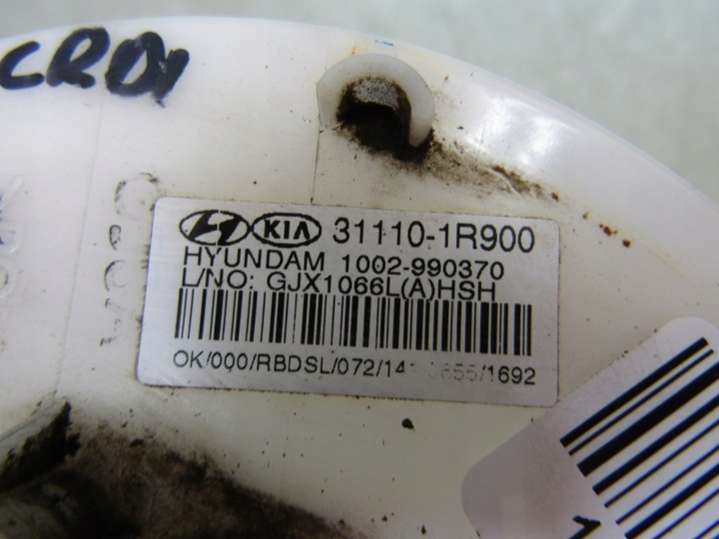 CRDI
KIA 31110-1R900
HYUNDAM 1002-990370
L/NO: GJX1066L(A)HSH